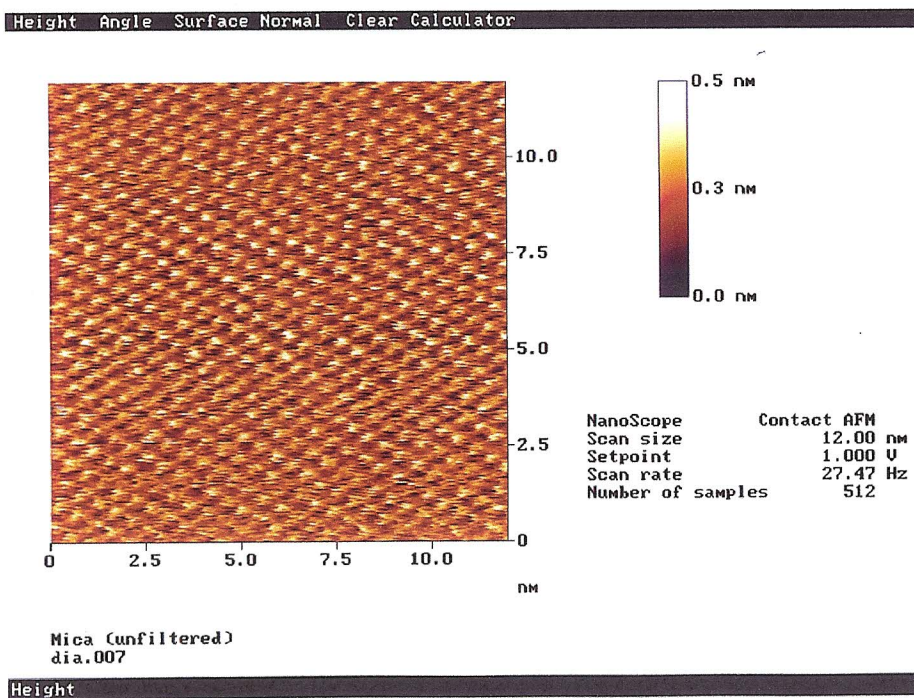 Height Angle Surface Normal Clear Calculator
0.5 nm
10.0
0.3 nm
7.5
0.0 nm
5.0
NanoScope Contact AFM
Scan size 12.00 nm
Setpoint 1.000 V
Scan rate 27.47 Hz
Number of samples 512
2.5
0
0 2.5 5.0 7.5 10.0
nm
Mica (unfiltered)
dia.007
Height